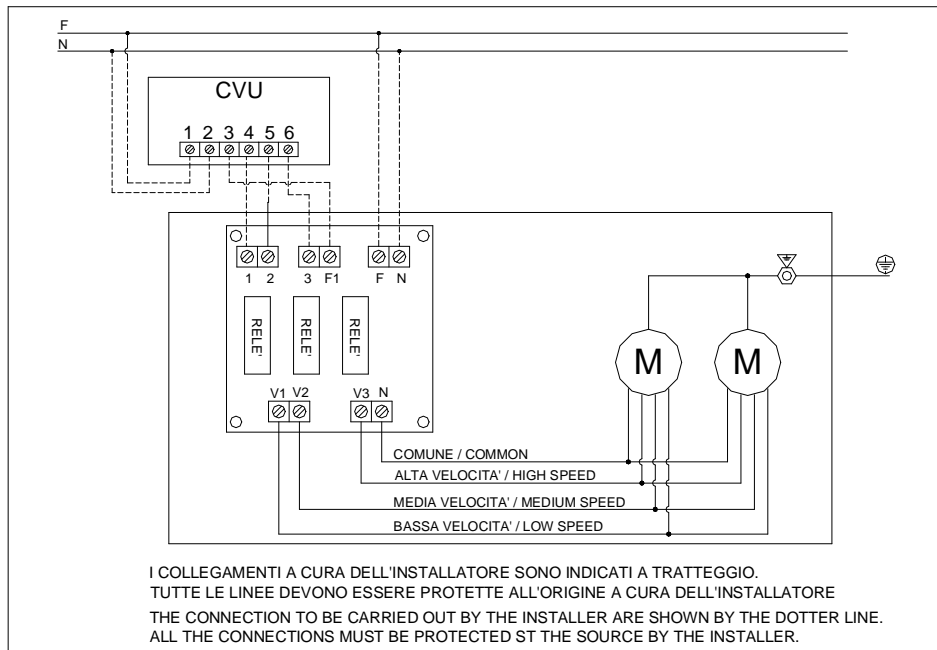 F
N
CVU
1 2 3 4 5 6
1 2 3 F1 F N
RELE'
RELE'
RELE'
V1 V2 V3 N
M M
COMUNE / COMMON
ALTA VELOCITA' / HIGH SPEED
MEDIA VELOCITA' / MEDIUM SPEED
BASSA VELOCITA' / LOW SPEED
I COLLEGAMENTI A CURA DELL'INSTALLATORE SONO INDICATI A TRATTEGGIO.
TUTTE LE LINEE DEVONO ESSERE PROTETTE ALL'ORIGINE A CURA DELL'INSTALLATORE
THE CONNECTION TO BE CARRIED OUT BY THE INSTALLER ARE SHOWN BY THE DOTTER LINE.
ALL THE CONNECTIONS MUST BE PROTECTED ST THE SOURCE BY THE INSTALLER.